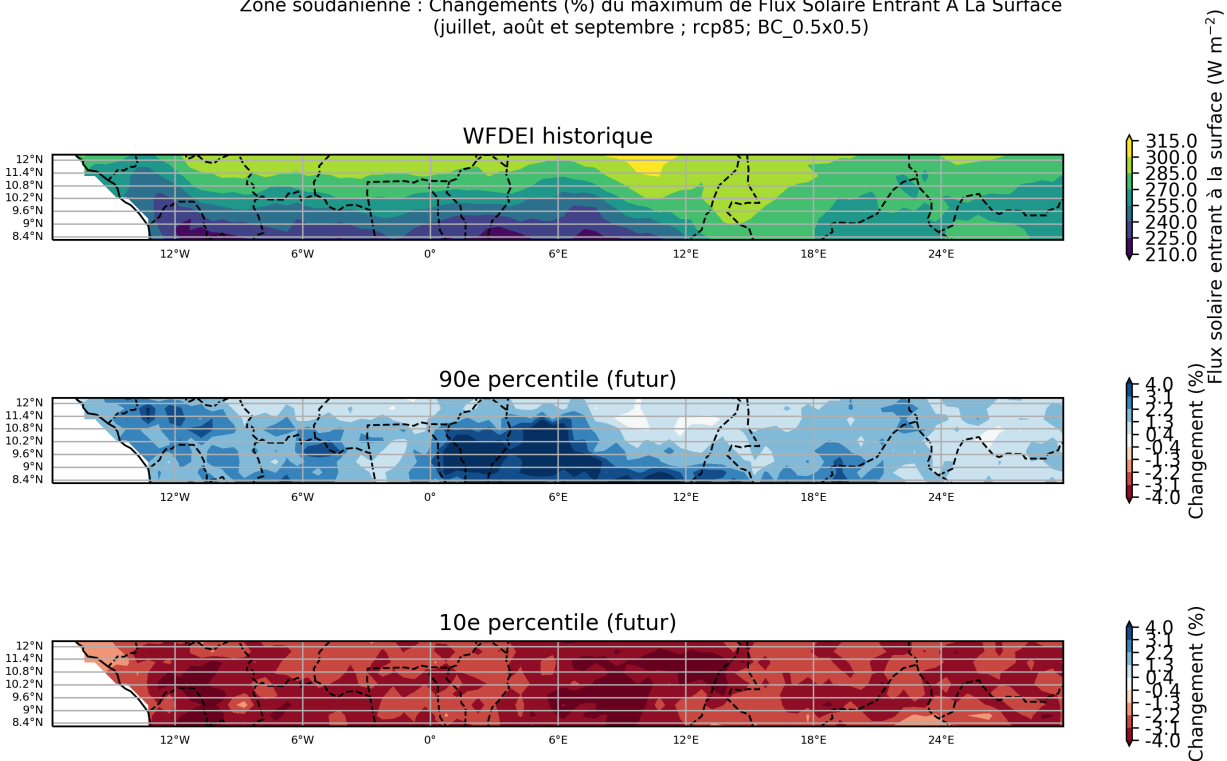 Zone soudanienne : Changements (%) du maximum de Flux Solaire Entrant A La Surface
(juillet, août et septembre ; rcp85; BC_0.5x0.5)
WFDEI historique
12°N
11.4°N
10.8°N
10.2°N
9.6°N
9°N
8.4°N
12°W 6°W 0° 6°E 12°E 18°E 24°E
315.0
300.0
285.0
270.0
255.0
240.0
225.0
210.0
Flux solaire entrant à la surface (W m⁻²)
90e percentile (futur)
12°N
11.4°N
10.8°N
10.2°N
9.6°N
9°N
8.4°N
12°W 6°W 0° 6°E 12°E 18°E 24°E
4.0
3.1
2.2
1.3
0.4
-0.4
-1.3
-2.2
-3.1
-4.0
Changement (%)
10e percentile (futur)
12°N
11.4°N
10.8°N
10.2°N
9.6°N
9°N
8.4°N
12°W 6°W 0° 6°E 12°E 18°E 24°E
4.0
3.1
2.2
1.3
0.4
-0.4
-1.3
-2.2
-3.1
-4.0
Changement (%)